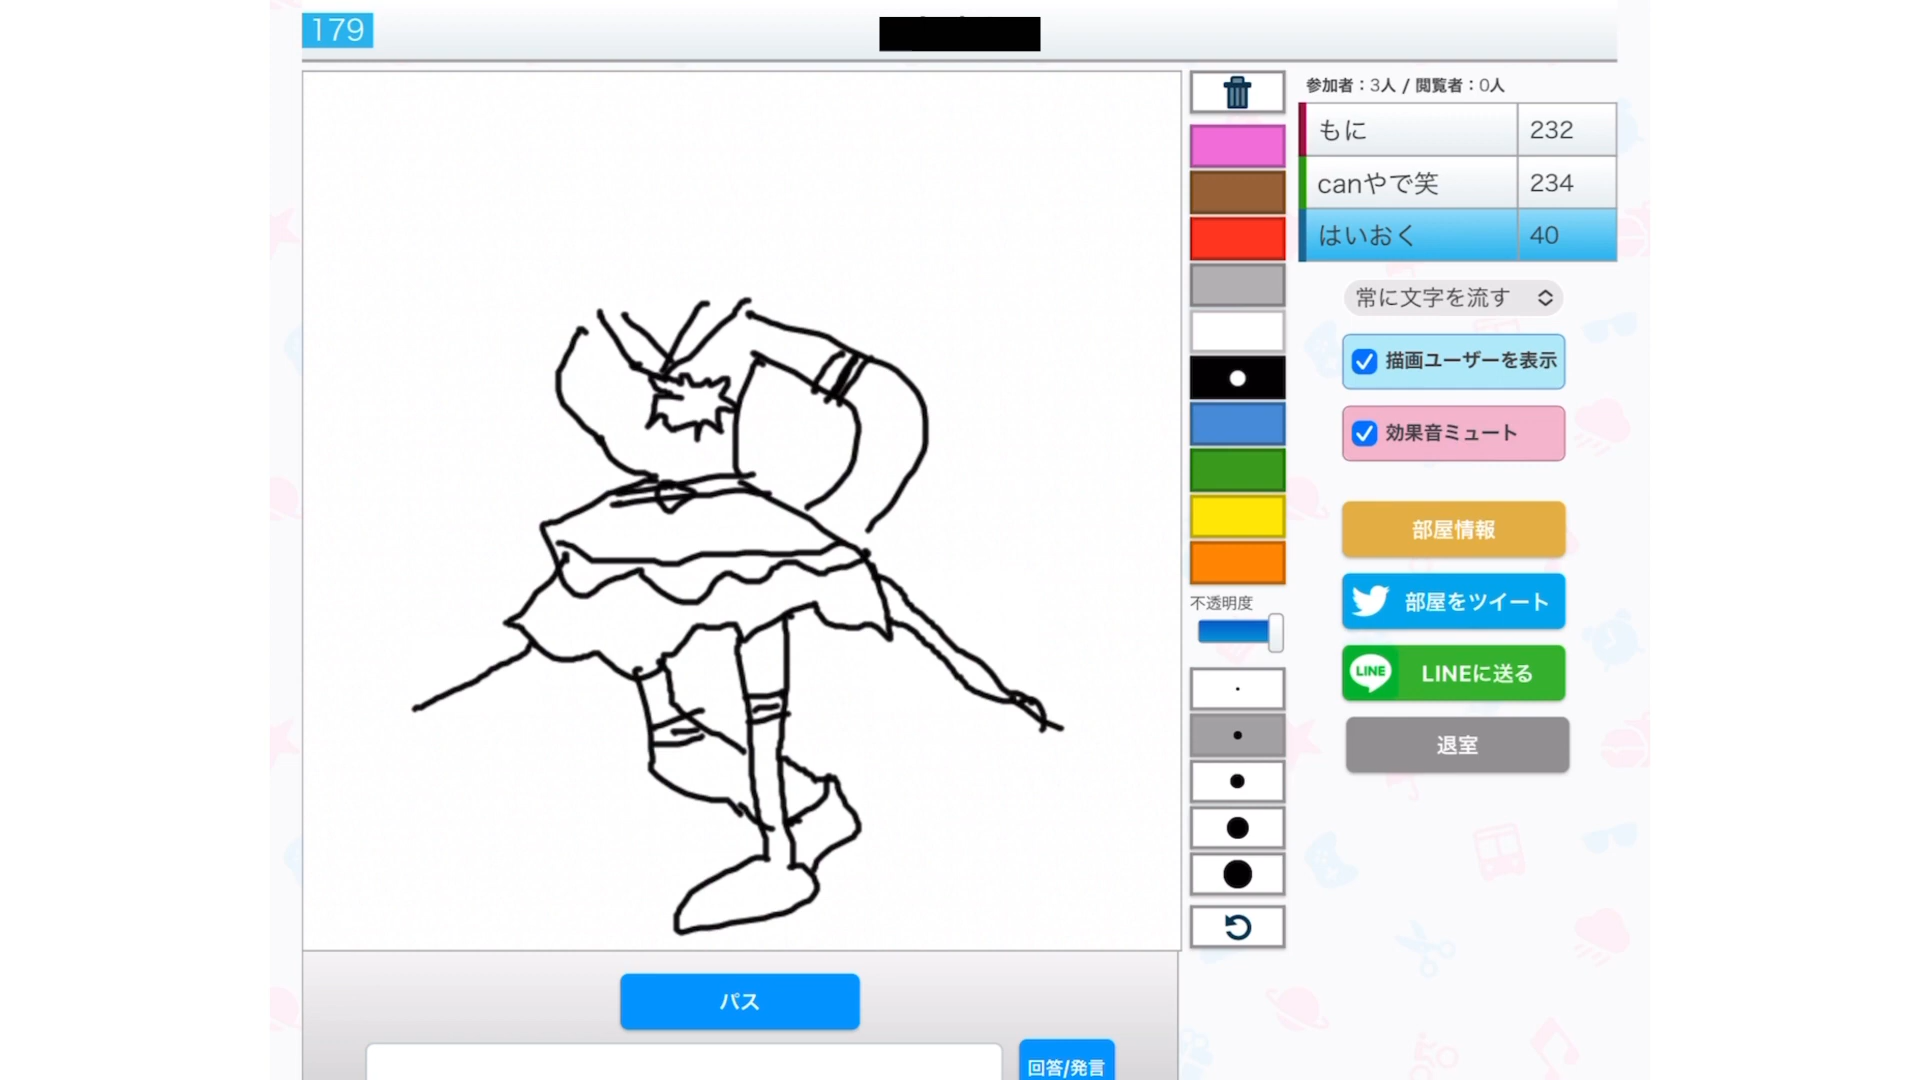 179
参加者：3人 / 閲覧者：0人
もに 232
canやで笑 234
はいおく 40
常に文字を流す
描画ユーザーを表示
効果音ミュート
部屋情報
部屋をツイート
LINE LINEに送る
退室
不透明度
パス
回答/発言